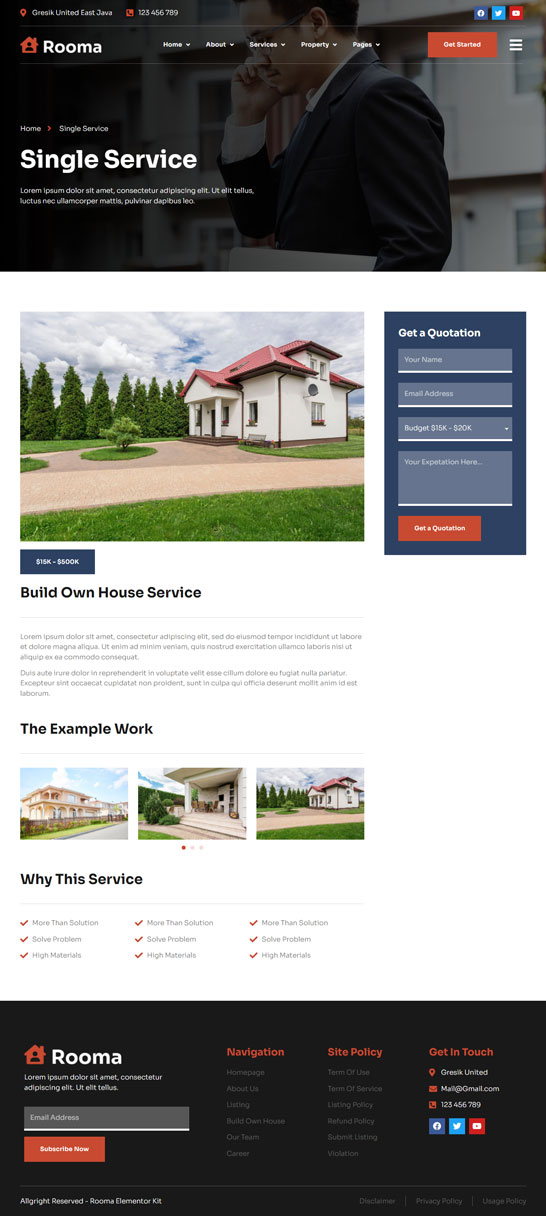 Gresik United East Java
123 456 789
Rooma
Home
About
Services
Property
Pages
Get Started
Home
Single Service
Single Service
Lorem ipsum dolor sit amet, consectetur adipiscing elit. Ut elit tellus,
luctus nec ullamcorper mattis, pulvinar dapibus leo.
Get a Quotation
Your Name
Email Address
Budget $15K - $20K
Your Expetation Here...
Get a Quotation
$15K - $500K
Build Own House Service
Lorem ipsum dolor sit amet, consectetur adipiscing elit, sed do eiusmod tempor incididunt ut labore
et dolore magna aliqua. Ut enim ad minim veniam, quis nostrud exercitation ullamco laboris nisi ut
aliquip ex ea commodo consequat.
Duis aute irure dolor in reprehenderit in voluptate velit esse cillum dolore eu fugiat nulla pariatur.
Excepteur sint occaecat cupidatat non proident, sunt in culpa qui officia deserunt mollit anim id est
laborum.
The Example Work
Why This Service
More Than Solution
More Than Solution
More Than Solution
Solve Problem
Solve Problem
Solve Problem
High Materials
High Materials
High Materials
Rooma
Lorem ipsum dolor sit amet, consectetur
adipiscing elit. Ut elit tellus.
Email Address
Subcribe Now
Navigation
Homepage
About Us
Listing
Build Own House
Our Team
Career
Site Policy
Term Of Use
Term Of Service
Listing Policy
Refund Policy
Submit Listing
Violation
Get In Touch
Gresik United
Mail@Gmail.com
123 456 789
Allgright Reserved - Rooma Elementor Kit
Disclaimer
Privacy Policy
Usage Policy